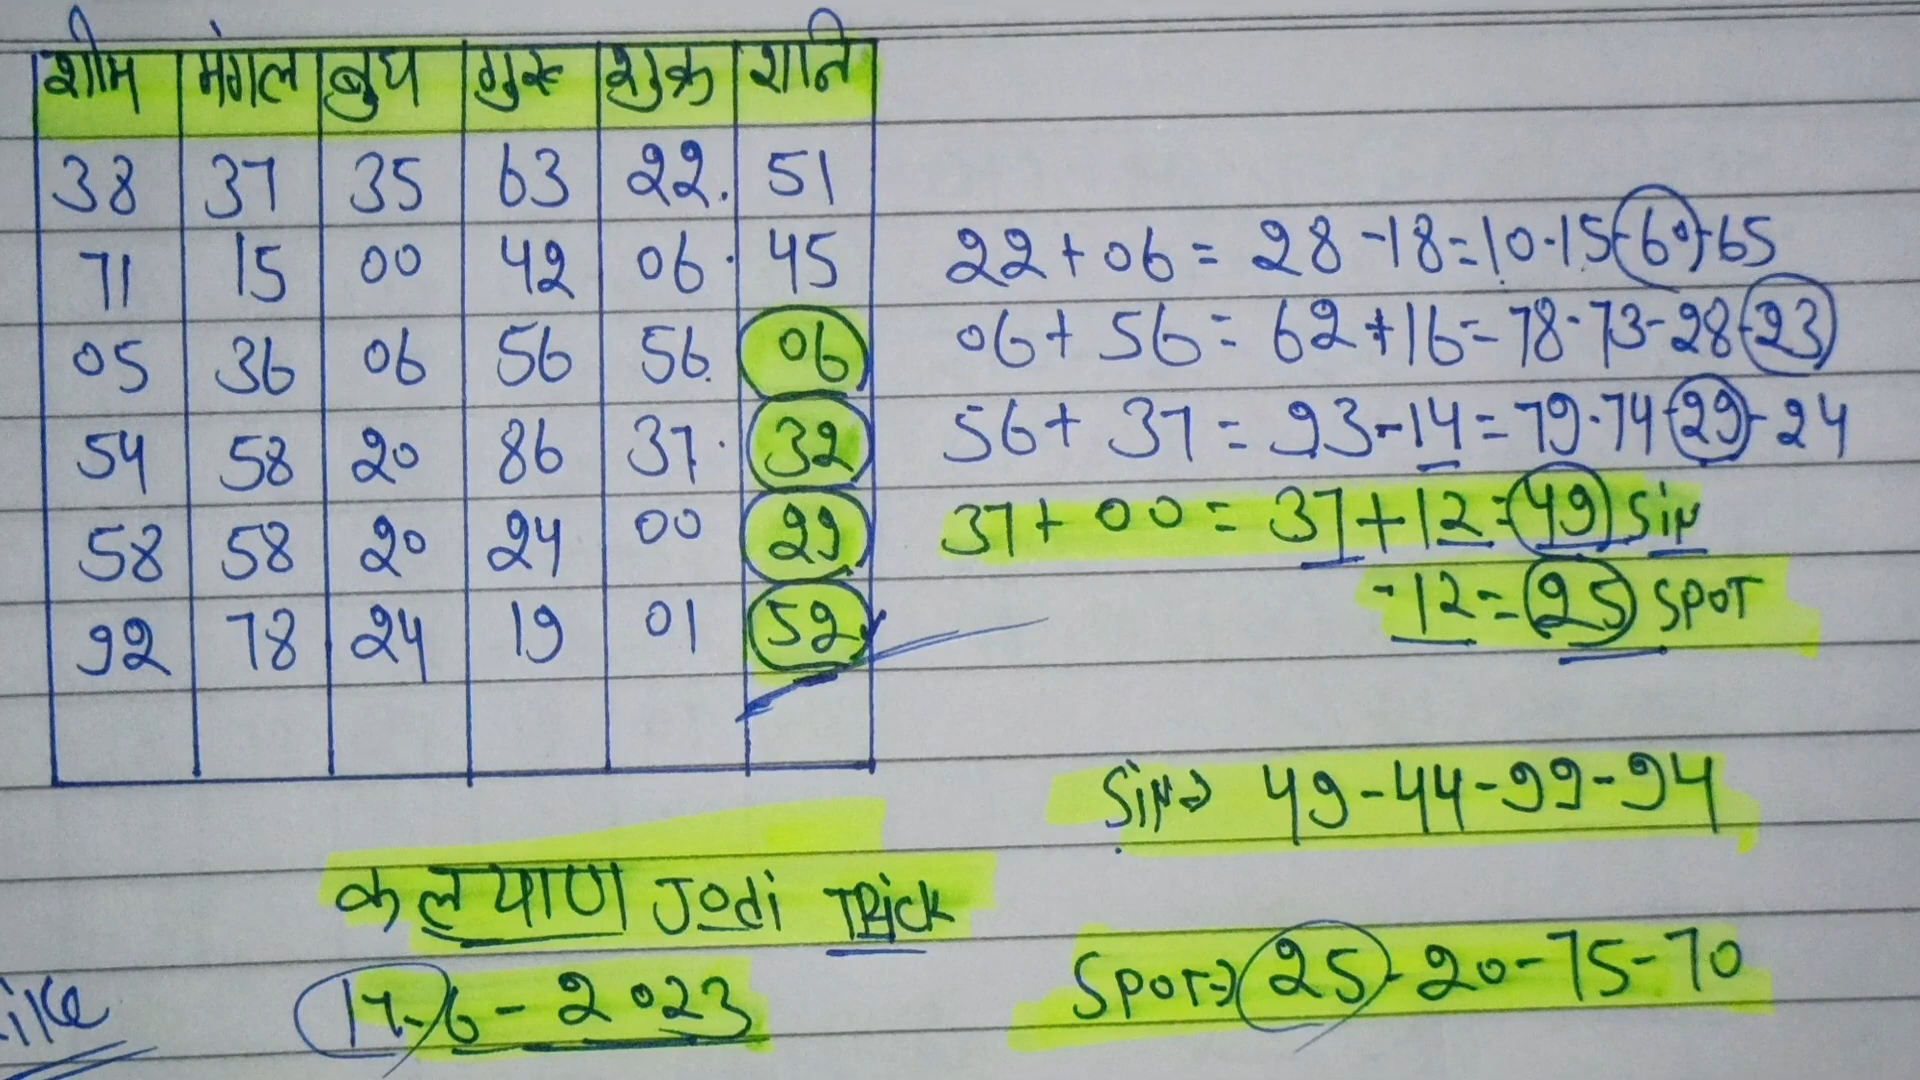 शोम मंगल बुध गुरु शुक्र शनि
38 37 35 63 22. 51
71 15 00 42 06. 45
05 36 06 56 56. 06
54 58 20 86 37. 32
58 58 20 24 00 29
92 78 24 19 01 52
22 + 06 = 28 - 18 = 10 - 15 - 60 - 65
06 + 56 = 62 + 16 = 78 - 73 - 28 - 23
56 + 37 = 93 - 14 = 79 - 74 - 29 - 24
37 + 00 = 37 + 12 = 49 Sin
- 12 = 25 SPOT
Sin → 49 - 44 - 99 - 94
कल्याण Jodi TRick
Spot → 25 - 20 - 75 - 70
17-6-2023